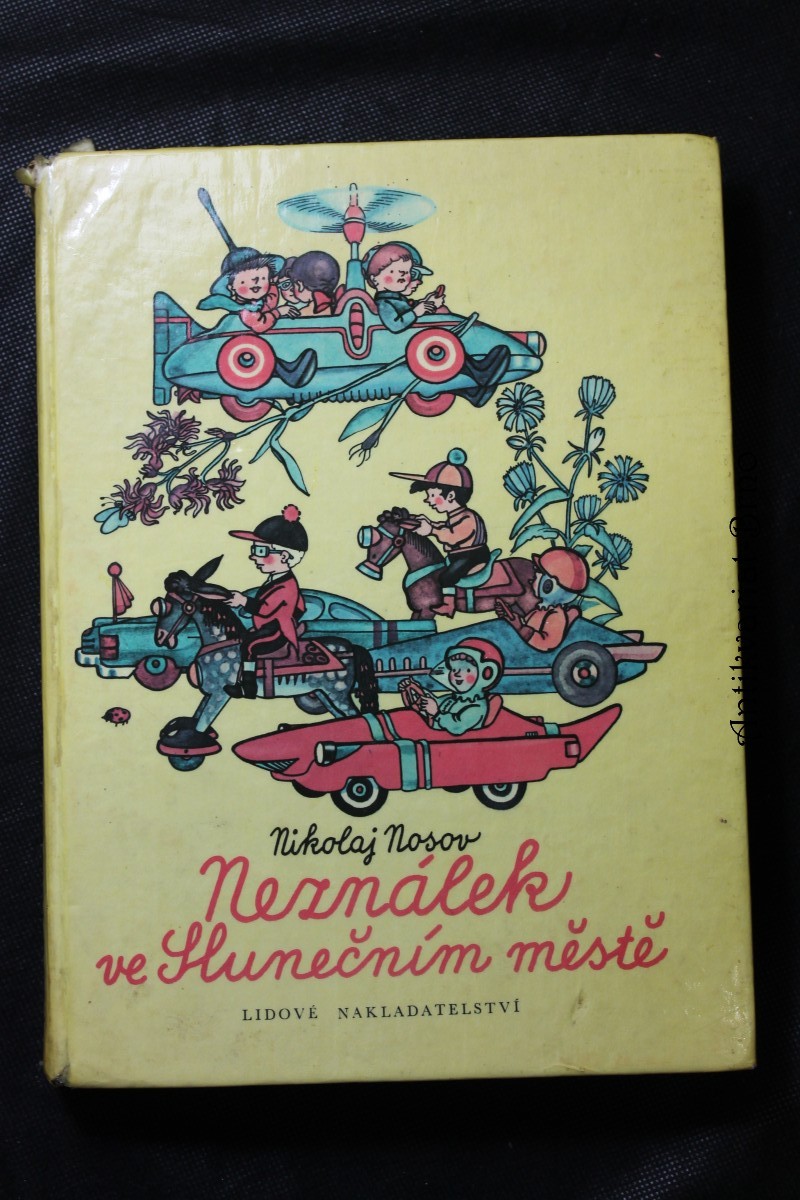 Nikolaj Nosov
Neználek
ve Slunečním městě
LIDOVÉ NAKLADATELSTVÍ